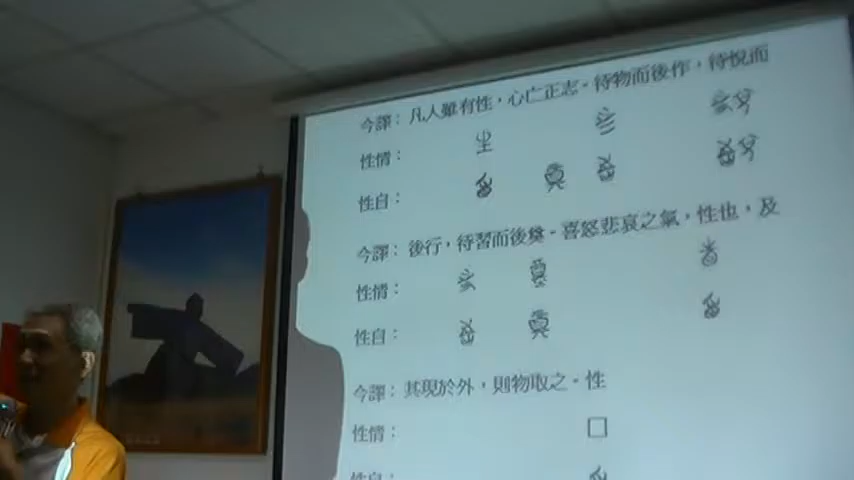 今譯：凡人雖有性，心亡正志。待物而後作，待悅而
性情：
性自：
今譯：後行，待習而後奠。喜怒悲哀之氣，性也，及
性情：
性自：
今譯：其現於外，則物取之。性
性情： □
性自：